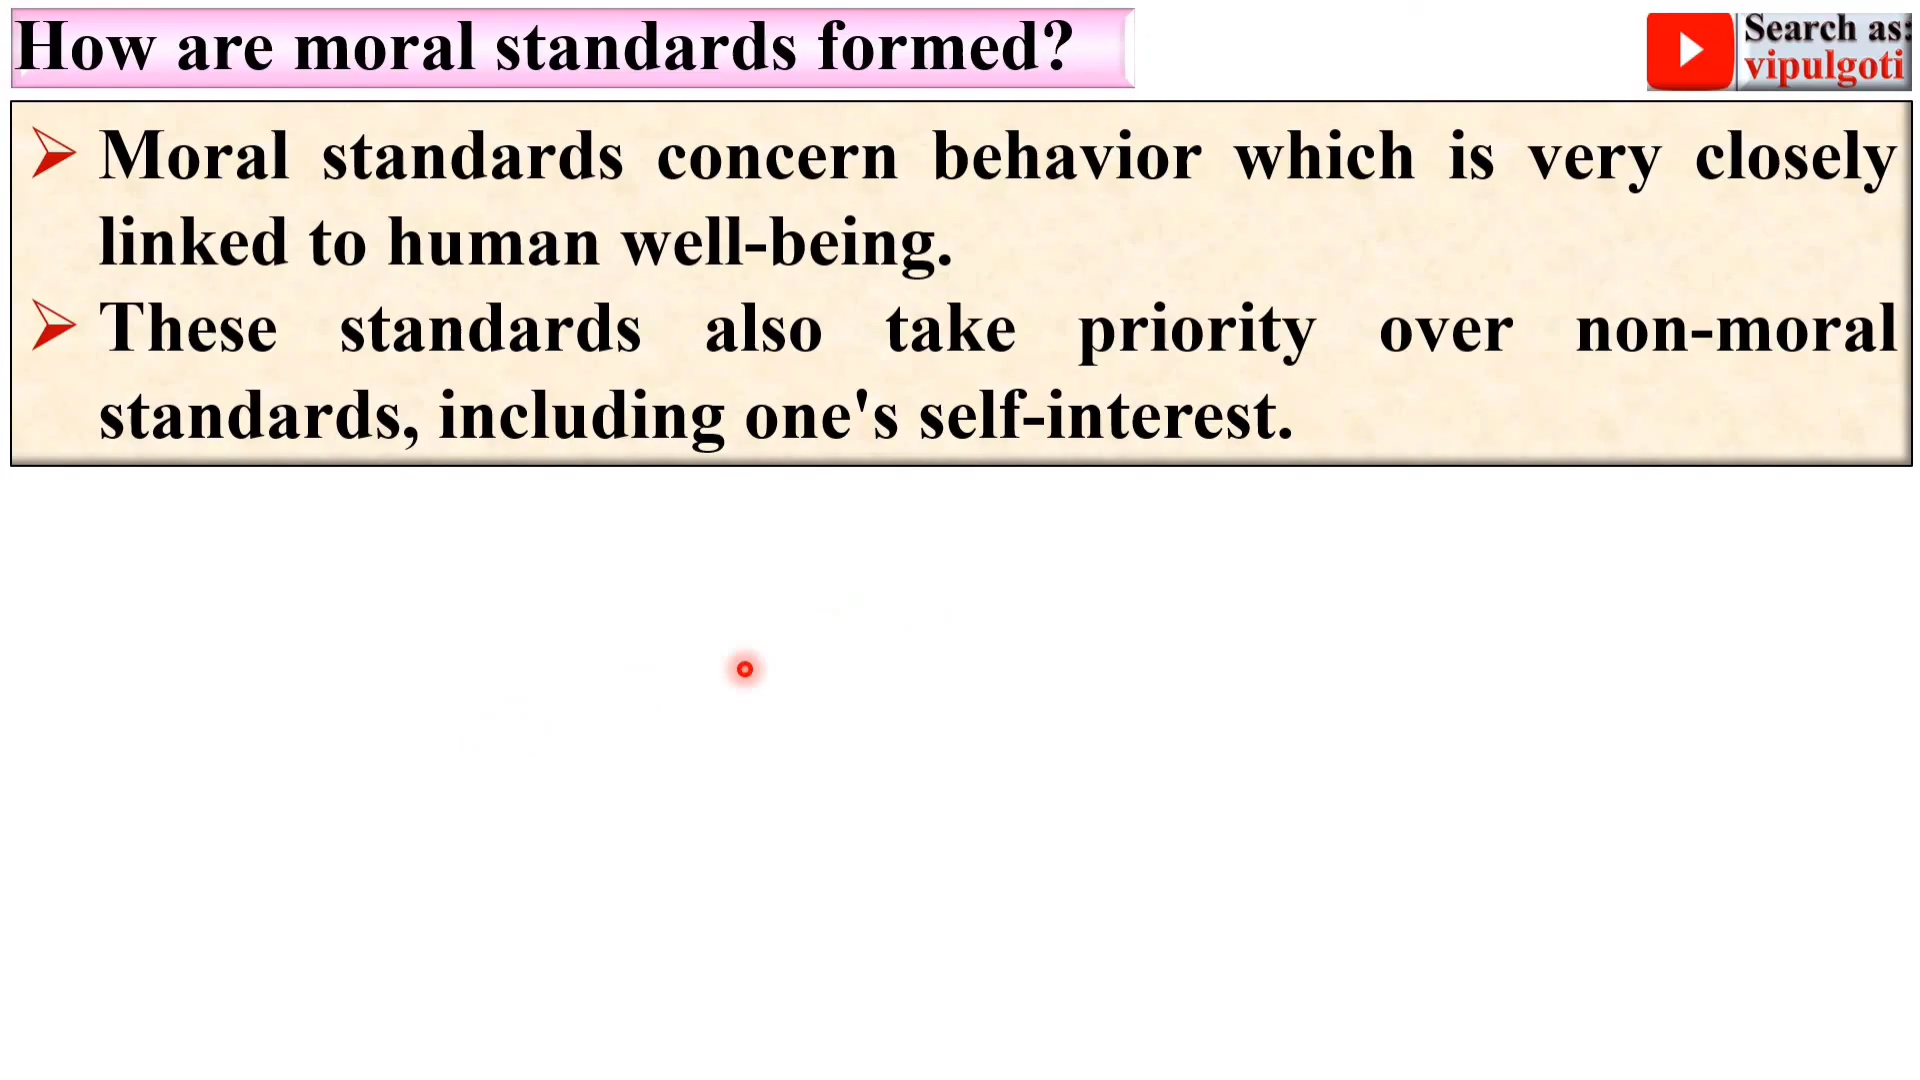 How are moral standards formed?
Search as:
vipulgoti
Moral standards concern behavior which is very closely
linked to human well-being.
These standards also take priority over non-moral
standards, including one's self-interest.